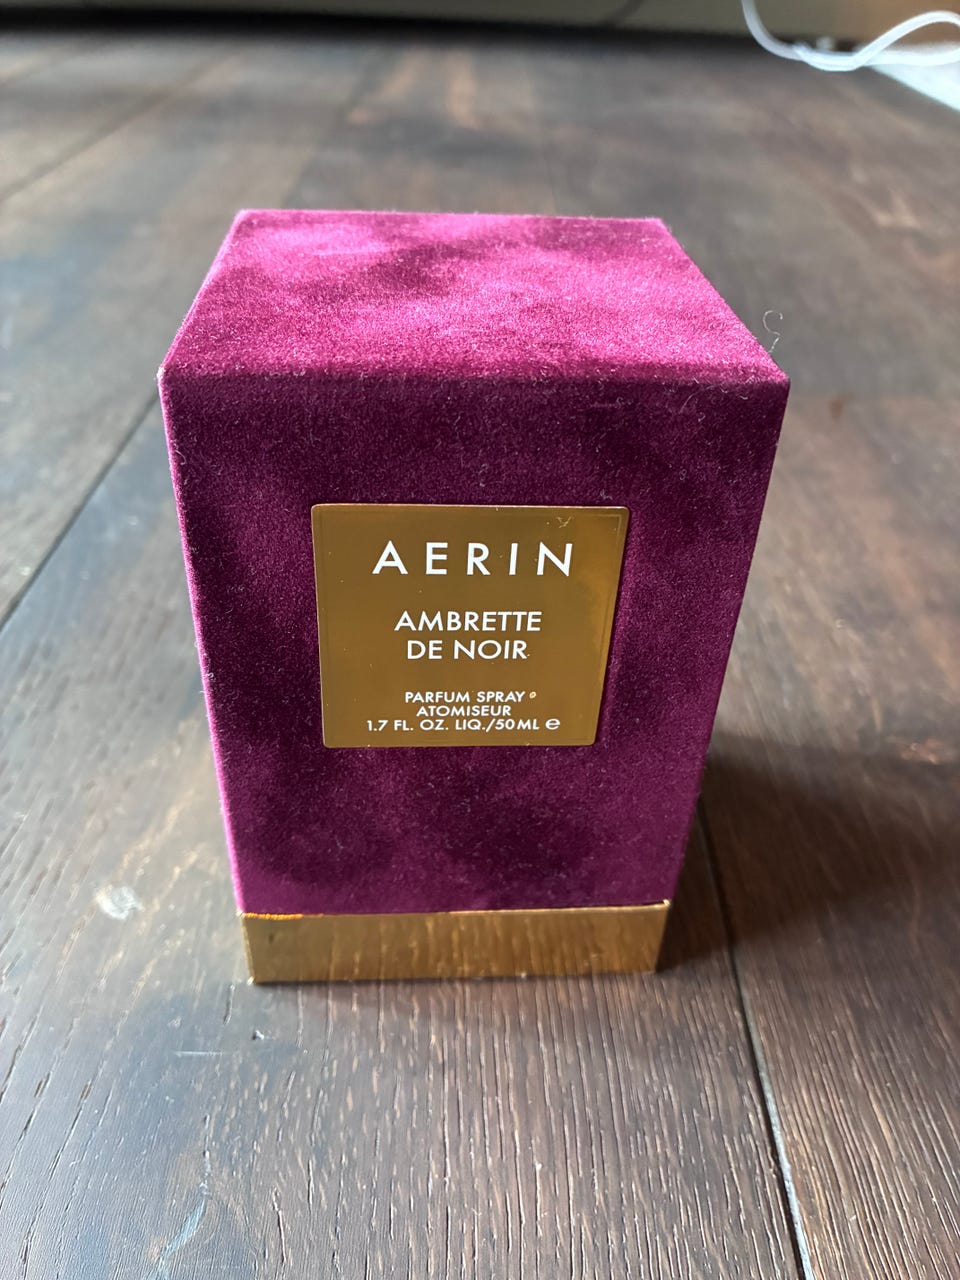 AERIN
AMBRETTE
DE NOIR
PARFUM SPRAY
ATOMISEUR
1.7 FL. OZ. LIQ./50 ML ℮